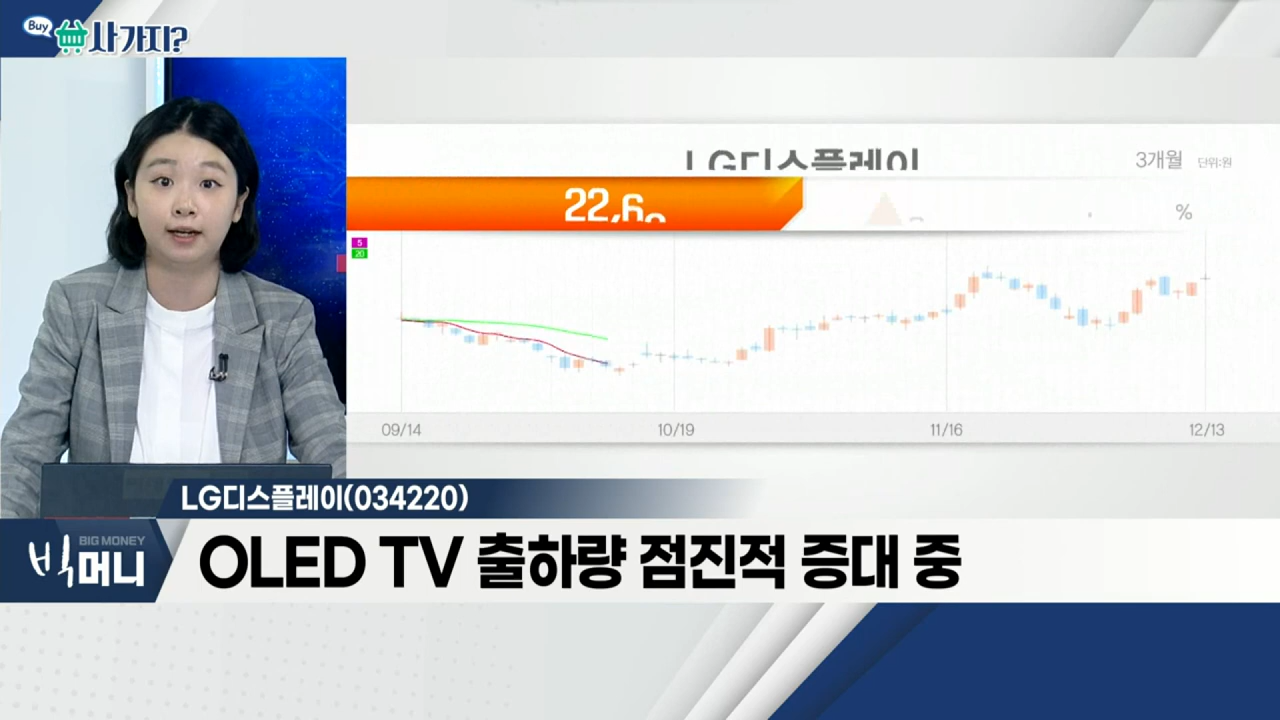 Buy
사가지?
LG디스플레이
3개월 단위:원
%
5
20
09/14 10/19 11/16 12/13
LG디스플레이(034220)
BIG MONEY
빅머니
OLED TV 출하량 점진적 증대 중